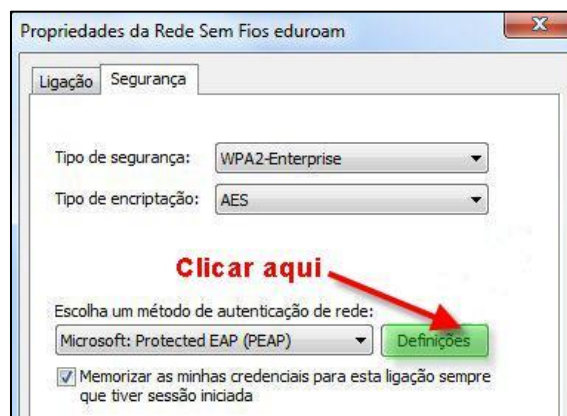 Propriedades da Rede Sem Fios eduroam
Ligação Segurança
Tipo de segurança: WPA2-Enterprise
Tipo de encriptação: AES
Clicar aqui
Escolha um método de autenticação de rede:
Microsoft: Protected EAP (PEAP) Definições
Memorizar as minhas credenciais para esta ligação sempre
que tiver sessão iniciada